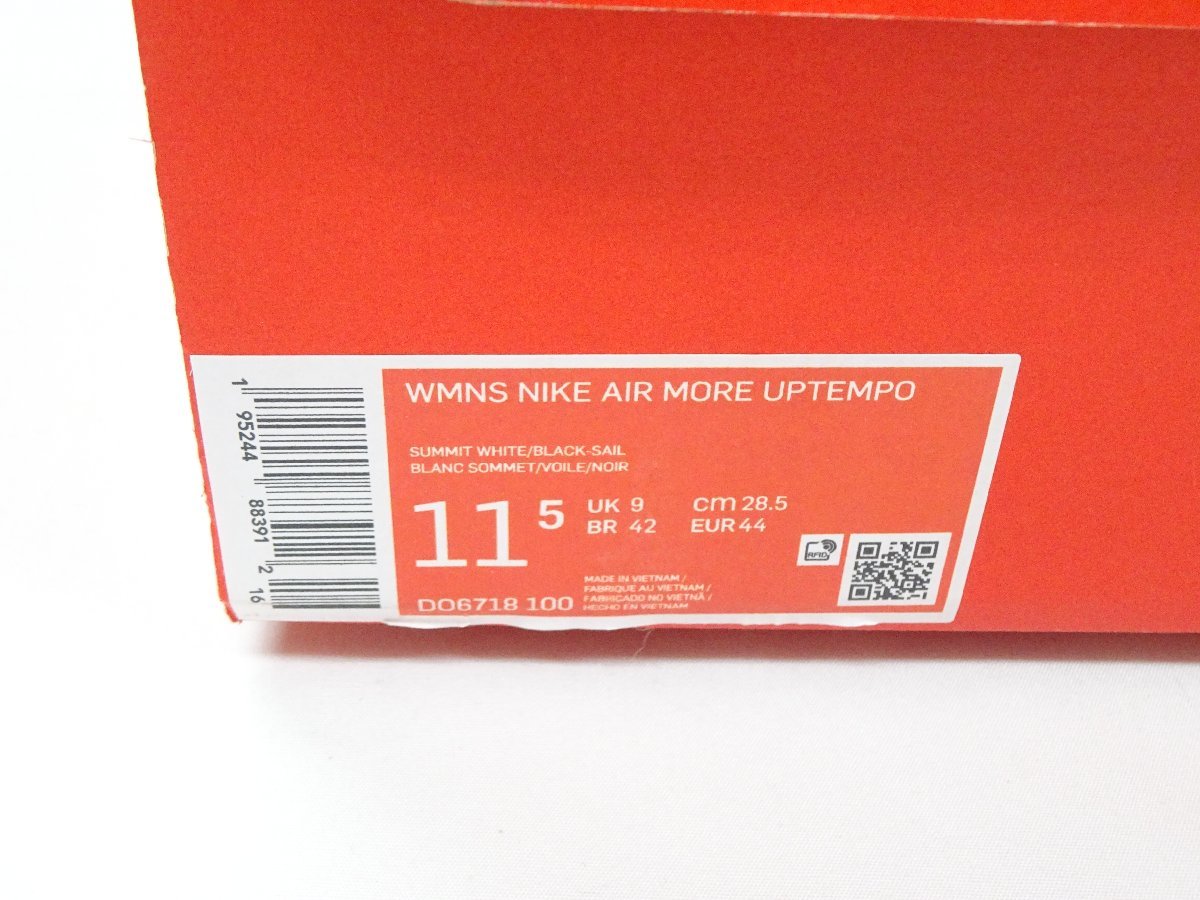 WMNS NIKE AIR MORE UPTEMPO
SUMMIT WHITE/BLACK-SAIL
BLANC SOMMET/VOILE/NOIR
11 5
UK 9 cm 28.5
BR 42 EUR 44
RFID
MADE IN VIETNAM /
FABRIQUE AU VIETNAM /
FABRICADO NO VIETNÃ /
HECHO EN VIETNAM
DO6718 100
1 95244 88391 2
16